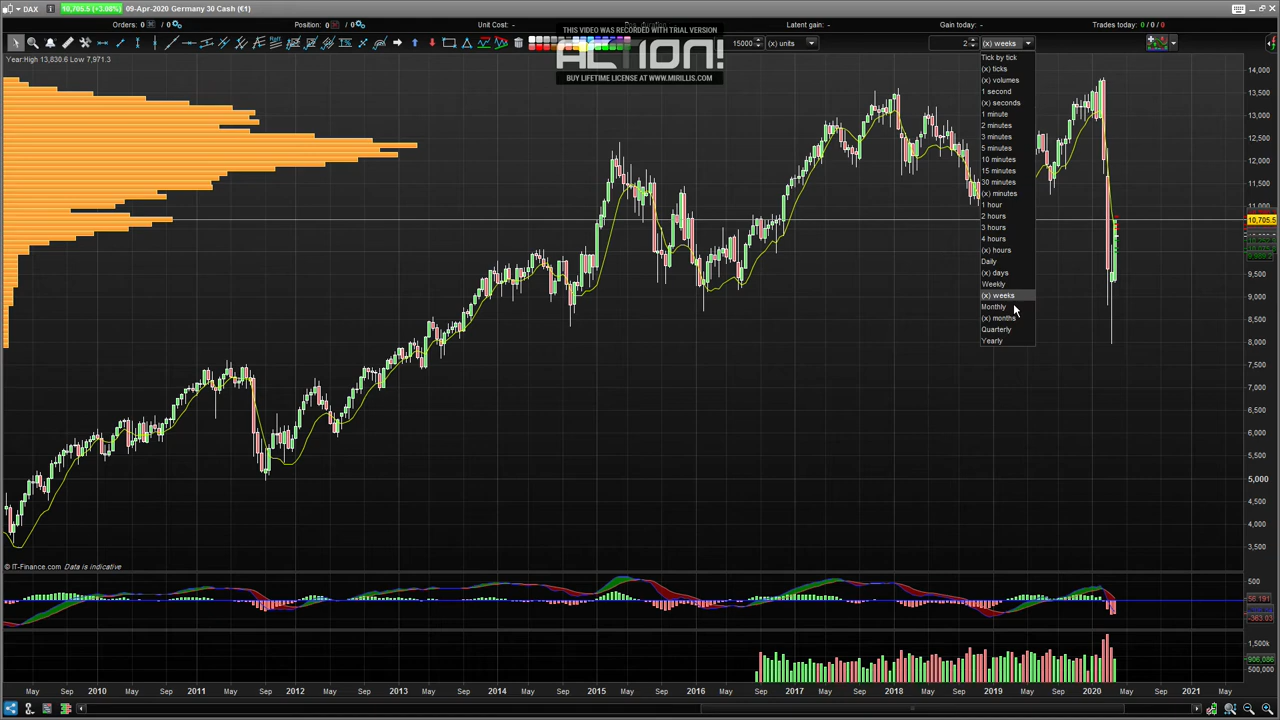 DAX
10,705.5 (+3.08%) 09-Apr-2020 Germany 30 Cash (€1)
Orders: 0 / 0
Position: 0 / 0
Unit Cost: -
Latent gain: -
Gain today: -
Trades today: 0 / 0 / 0
THIS VIDEO WAS RECORDED WITH TRIAL VERSION
ACTION!
BUY LIFETIME LICENSE AT WWW.MIRILLIS.COM
15000
(x) units
2
(x) weeks
Year High 13,830.6 Low 7,971.3
Tick by tick
(x) ticks
(x) volumes
1 second
(x) seconds
1 minute
2 minutes
3 minutes
5 minutes
10 minutes
15 minutes
30 minutes
(x) minutes
1 hour
2 hours
3 hours
4 hours
(x) hours
Daily
(x) days
Weekly
(x) weeks
Monthly
(x) months
Quarterly
Yearly
14,000
13,500
13,000
12,500
12,000
11,500
11,000
10,705.5
9,500
9,000
8,500
8,000
7,500
7,000
6,500
6,000
5,500
5,000
4,500
4,000
3,500
© IT-Finance.com Data is indicative
500
56.191
-363.03
1,500k
906,086
500,000
May Sep 2010 May Sep 2011 May Sep 2012 May Sep 2013 May Sep 2014 May Sep 2015 May Sep 2016 May Sep 2017 May Sep 2018 May Sep 2019 May Sep 2020 May Sep 2021 May